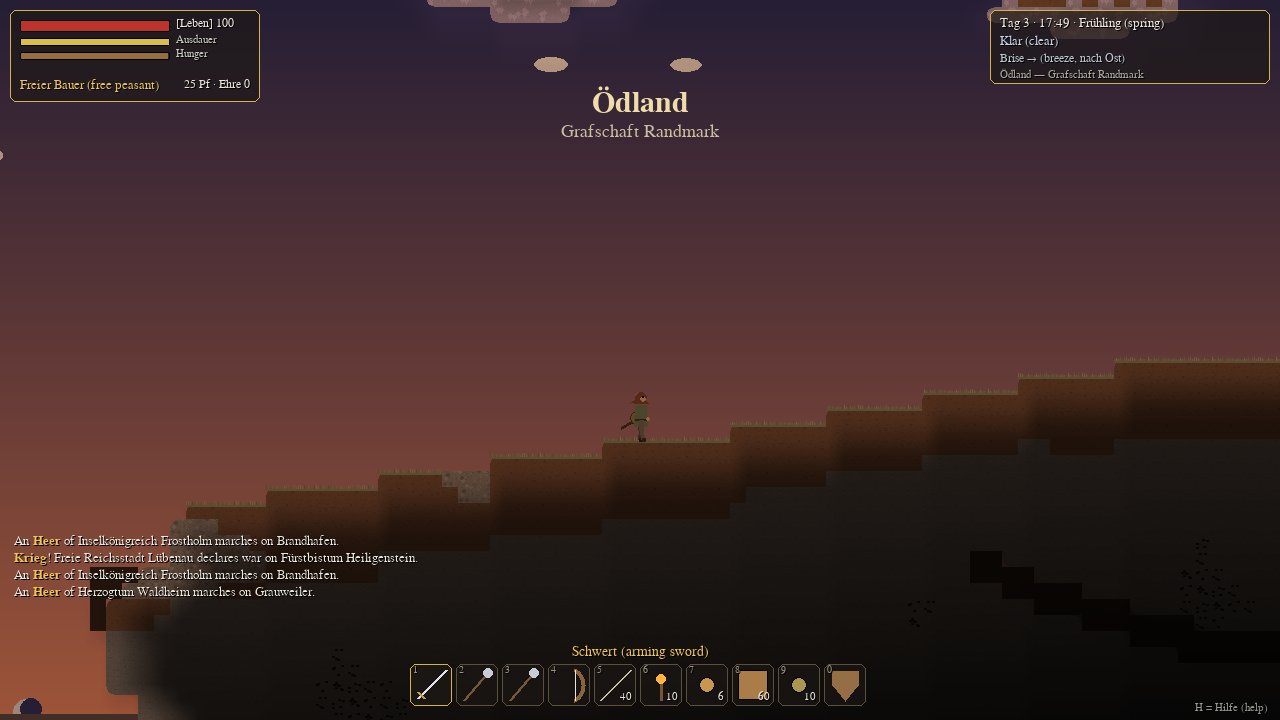 [Leben] 100
Ausdauer
Hunger
Freier Bauer (free peasant) 25 Pf · Ehre 0
Tag 3 · 17:49 · Frühling (spring)
Klar (clear)
Brise → (breeze, nach Ost)
Ödland — Grafschaft Randmark
Ödland
Grafschaft Randmark
An Heer of Inselkönigreich Frostholm marches on Brandhafen.
Krieg! Freie Reichsstadt Lübenau declares war on Fürstbistum Heiligenstein.
An Heer of Inselkönigreich Frostholm marches on Brandhafen.
An Heer of Herzogtum Waldheim marches on Grauweiler.
Schwert (arming sword)
1 2 3 4 5 6 7 8 9 0
40 10 6 60 10
H = Hilfe (help)